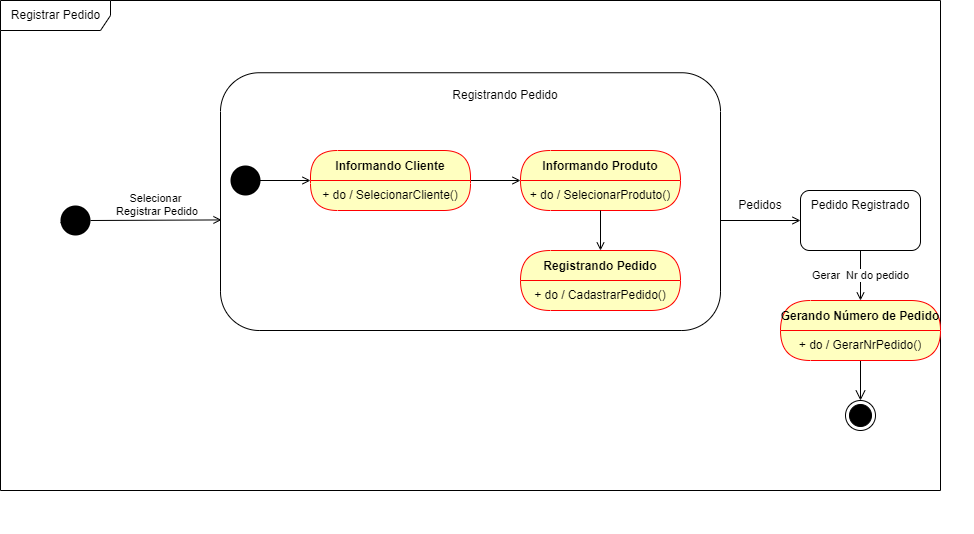 Registrar Pedido
Registrando Pedido
Informando Cliente
+ do / SelecionarCliente()
Informando Produto
+ do / SelecionarProduto()
Selecionar
Registrar Pedido
Pedidos
Pedido Registrado
Registrando Pedido
+ do / CadastrarPedido()
Gerar Nr do pedido
Gerando Número de Pedido
+ do / GerarNrPedido()